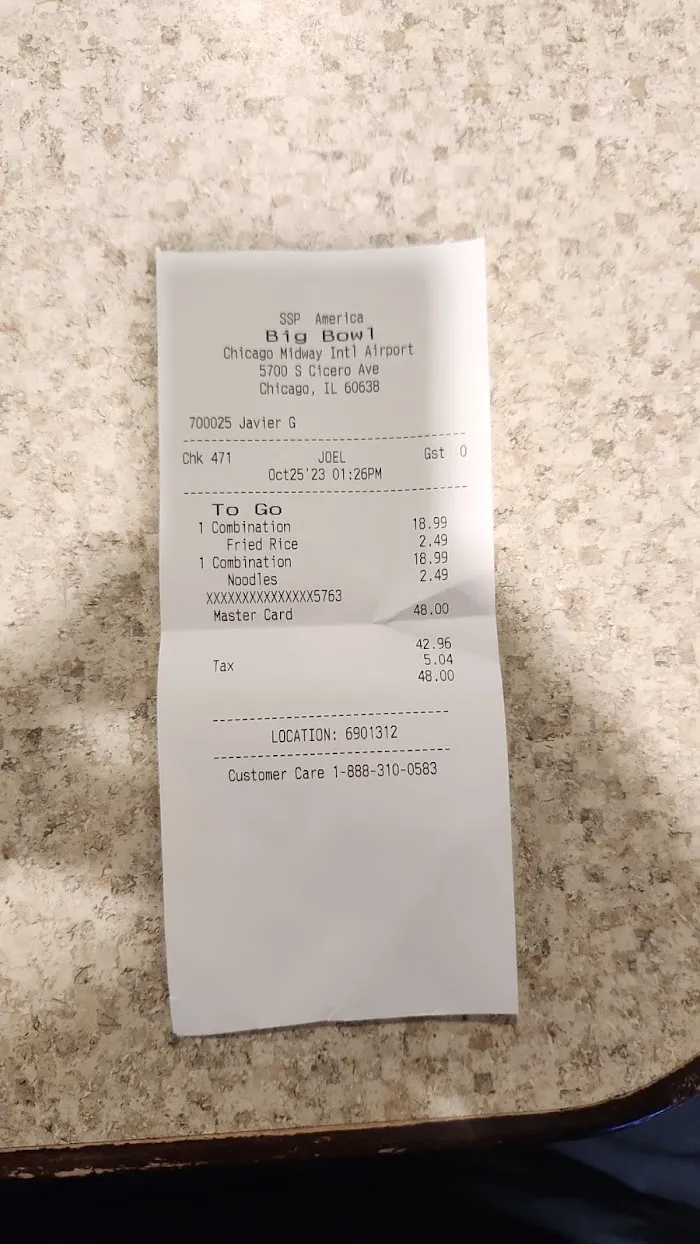 SSP America
Big Bowl
Chicago Midway Intl Airport
5700 S Cicero Ave
Chicago, IL 60638
700025 Javier G
Chk 471 JOEL Gst 0
Oct25'23 01:26PM
To Go
1 Combination 18.99
Fried Rice 2.49
1 Combination 18.99
Noodles 2.49
XXXXXXXXXXXXXXX5763
Master Card 48.00
42.96
Tax 5.04
48.00
LOCATION: 6901312
Customer Care 1-888-310-0583